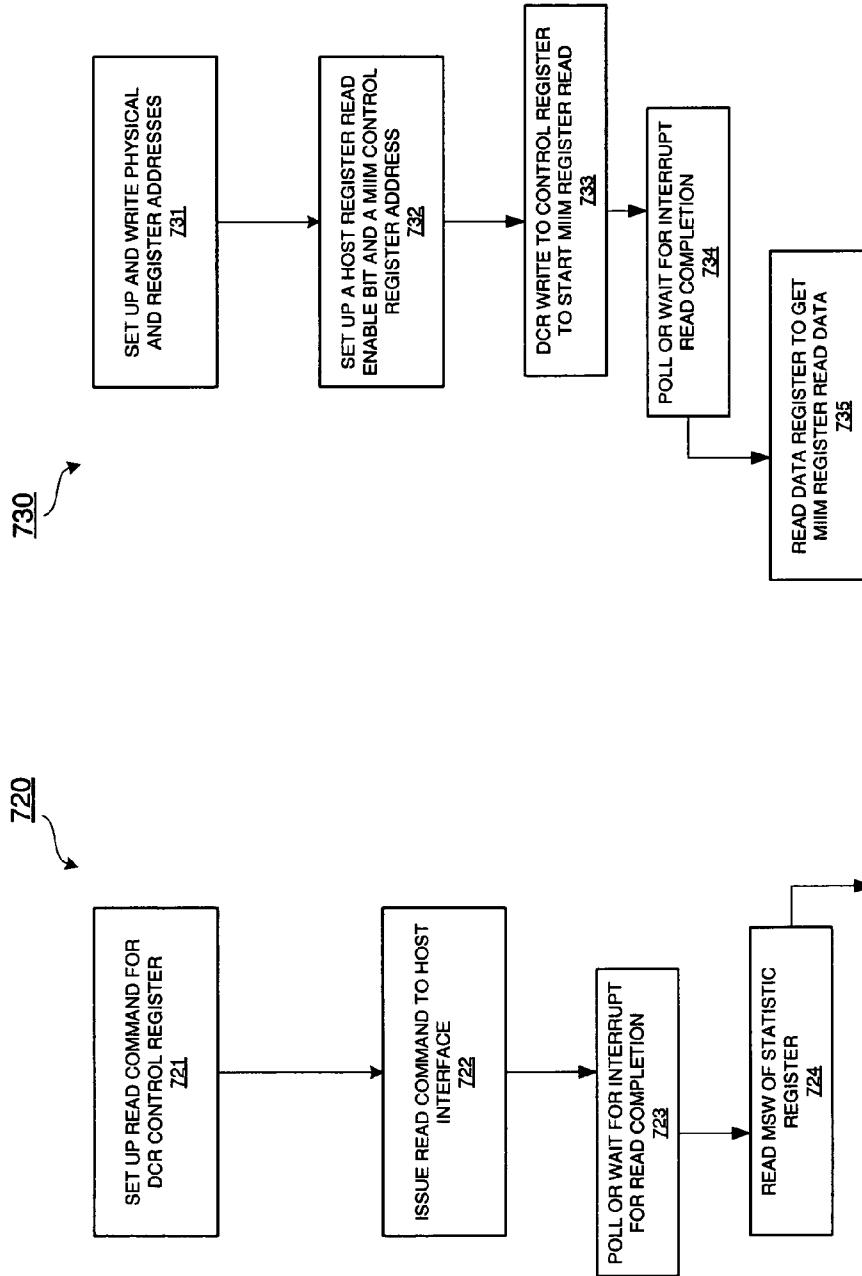 720
SET UP READ COMMAND FOR
DCR CONTROL REGISTER
721
ISSUE READ COMMAND TO HOST
INTERFACE
722
POLL OR WAIT FOR INTERRUPT
FOR READ COMPLETION
723
READ MSW OF STATISTIC
REGISTER
724
730
SET UP AND WRITE PHYSICAL
AND REGISTER ADDRESSES
731
SET UP A HOST REGISTER READ
ENABLE BIT AND A MIIM CONTROL
REGISTER ADDRESS
732
DCR WRITE TO CONTROL REGISTER
TO START MIIM REGISTER READ
733
POLL OR WAIT FOR INTERRUPT
READ COMPLETION
734
READ DATA REGISTER TO GET
MIIM REGISTER READ DATA
735